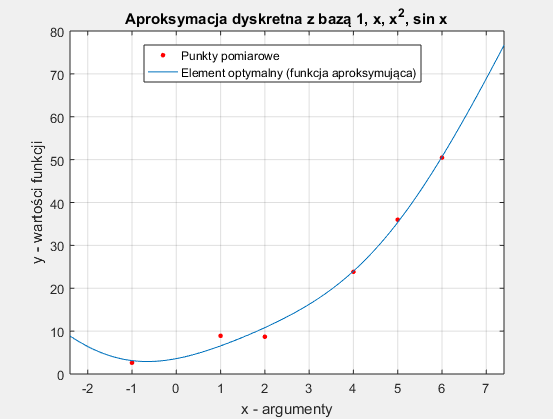 Aproksymacja dyskretna z bazą 1, x, x², sin x
80
70
60
50
40
30
20
10
0
y - wartości funkcji
Punkty pomiarowe
Element optymalny (funkcja aproksymująca)
-2 -1 0 1 2 3 4 5 6 7
x - argumenty